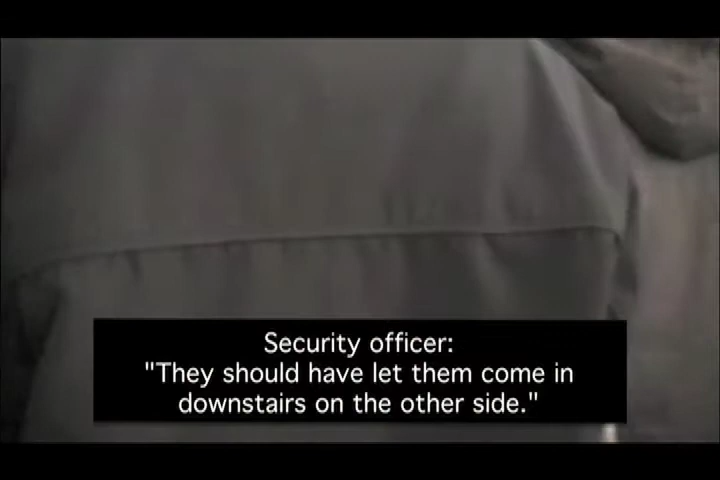 Security officer:
"They should have let them come in
downstairs on the other side."